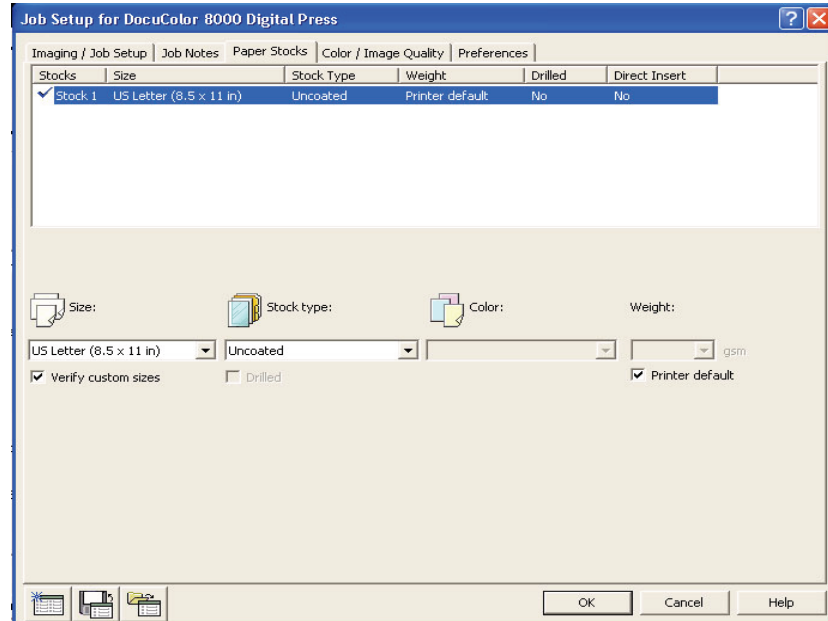 Job Setup for DocuColor 8000 Digital Press
Imaging / Job Setup Job Notes Paper Stocks Color / Image Quality Preferences
Stocks Size Stock Type Weight Drilled Direct Insert
Stock 1 US Letter (8.5 x 11 in) Uncoated Printer default No No
Size: Stock type: Color: Weight:
US Letter (8.5 x 11 in) Uncoated gsm
Verify custom sizes Drilled Printer default
OK Cancel Help